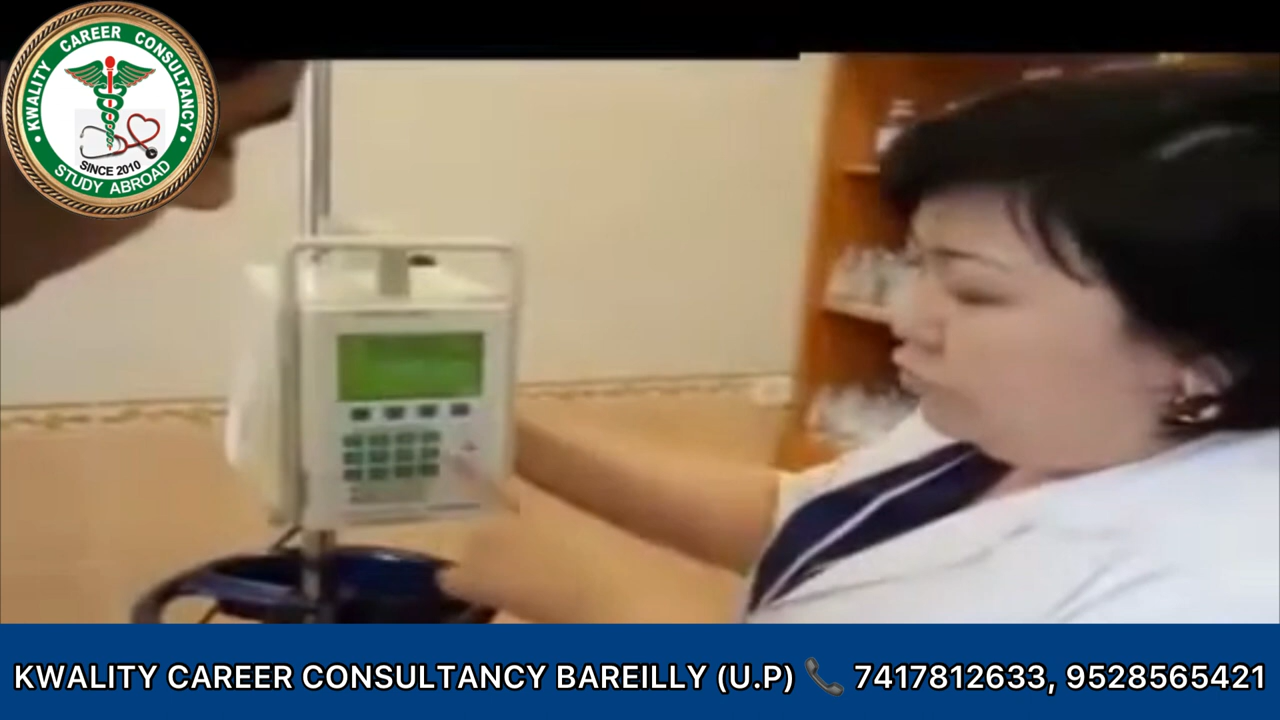 KWALITY CAREER CONSULTANCY
SINCE 2010
STUDY ABROAD
KWALITY CAREER CONSULTANCY BAREILLY (U.P) 📞 7417812633, 9528565421